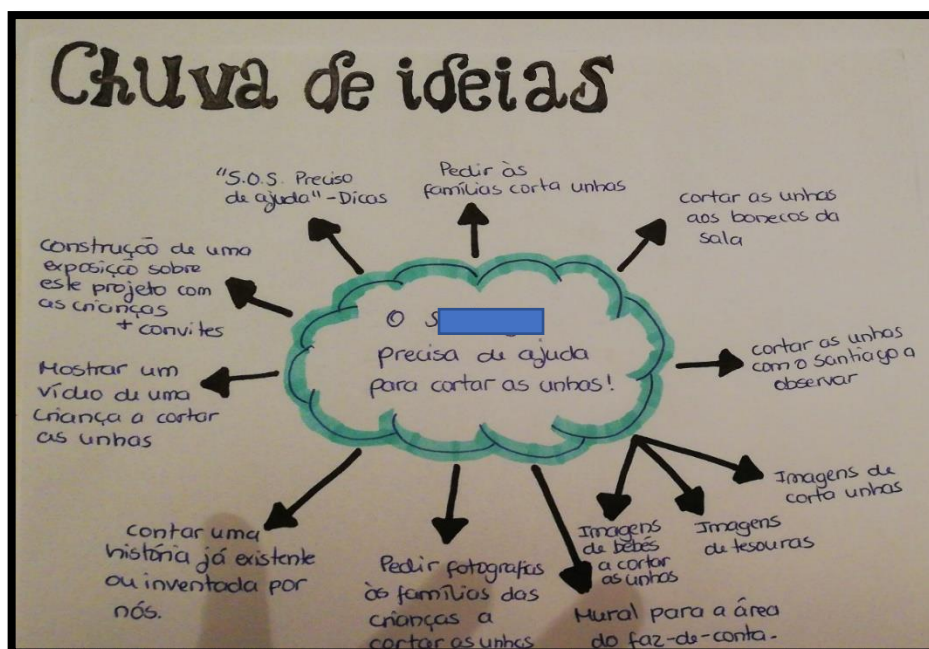 Chuva de ideias
"S.O.S. Preciso
de ajuda" - Dicas
Pedir às
famílias corta unhas
cortar as unhas
aos bonecos da
sala
construção de uma
exposição sobre
este projeto com
as crianças
+ convites
O S
precisa de ajuda
para cortar as unhas!
cortar as unhas
com o Santiago a
observar
Mostrar um
vídeo de uma
criança a cortar
as unhas
Imagens de
corta unhas
Imagens
de tesouras
Imagens
de bebés
a cortar
as unhas
contar uma
história já existente
ou inventada por
nós.
Pedir fotografias
às famílias das
crianças a
cortar as unhas
Mural para a área
do faz-de-conta.